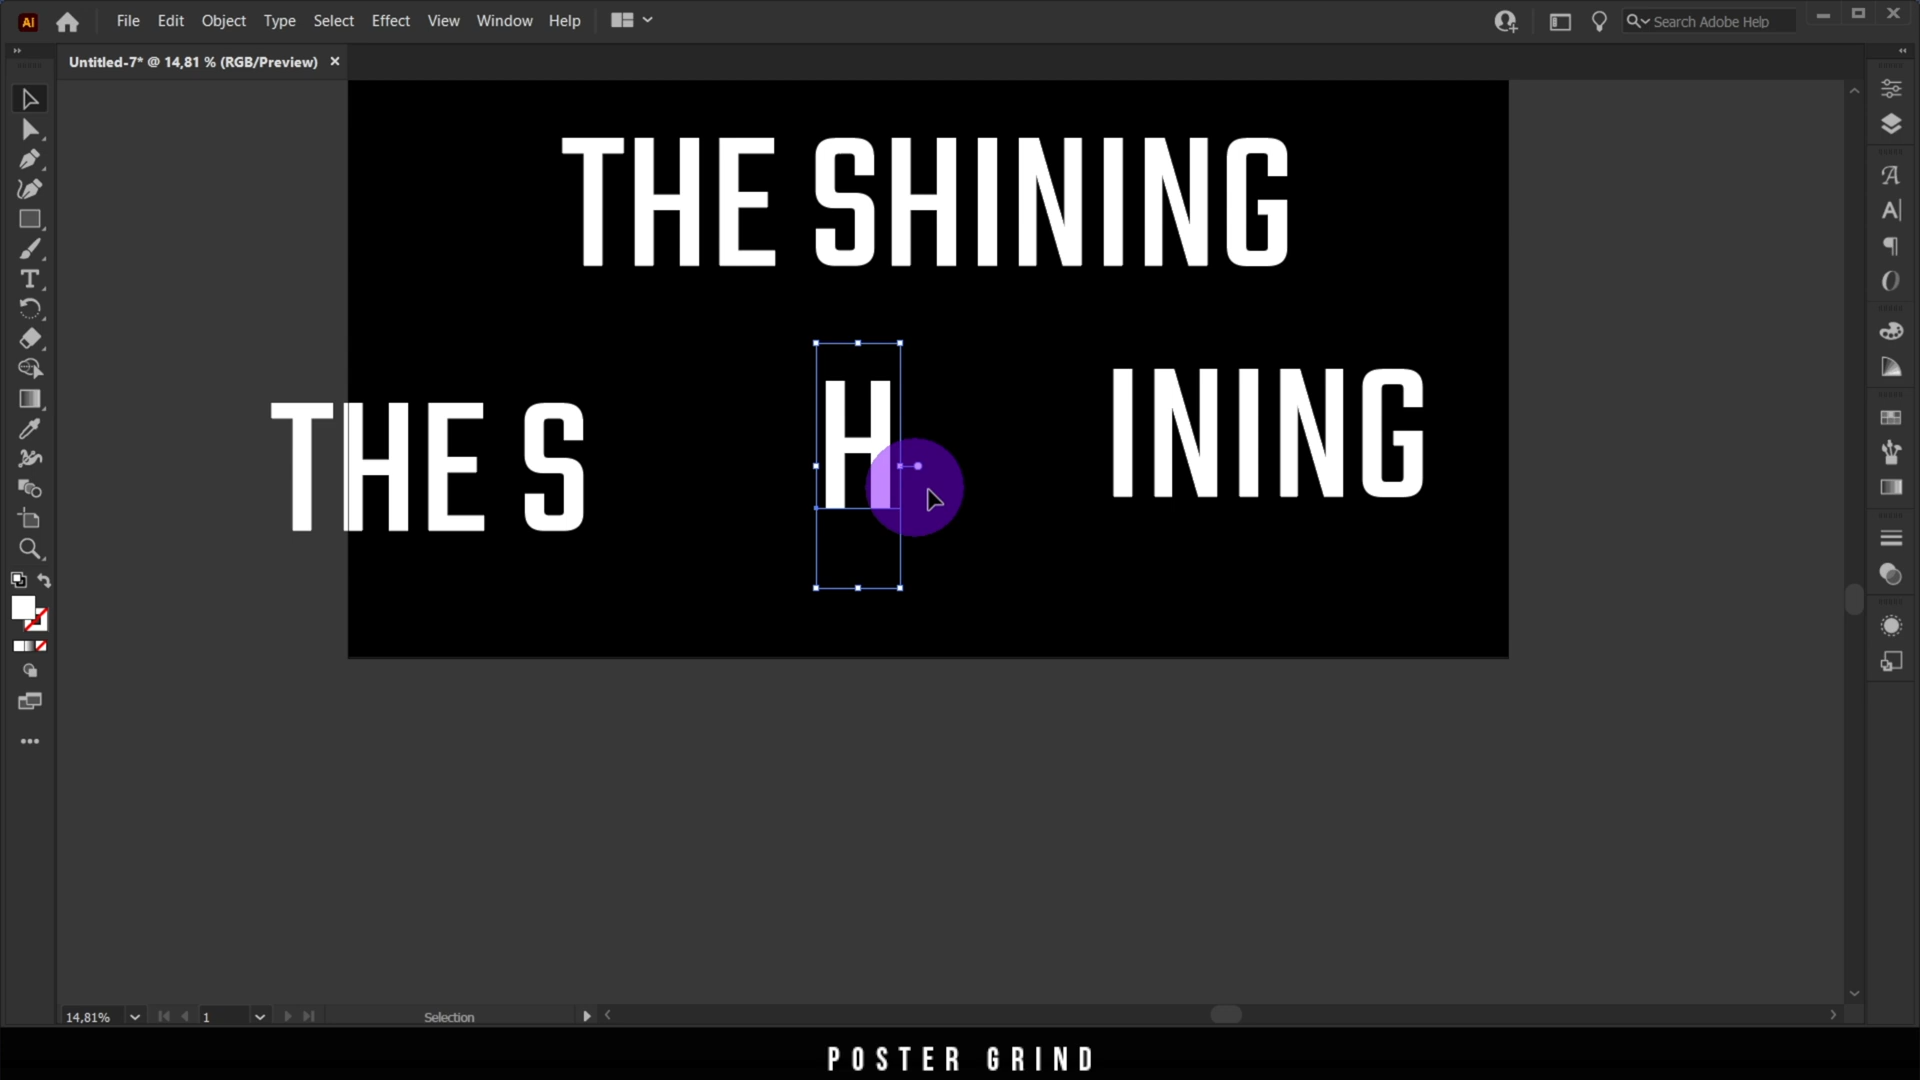 Ai File Edit Object Type Select Effect View Window Help Search Adobe Help
Untitled-7* @ 14,81 % (RGB/Preview) ×
THE SHINING
THE S H INING
14,81% 1 Selection
POSTER GRIND